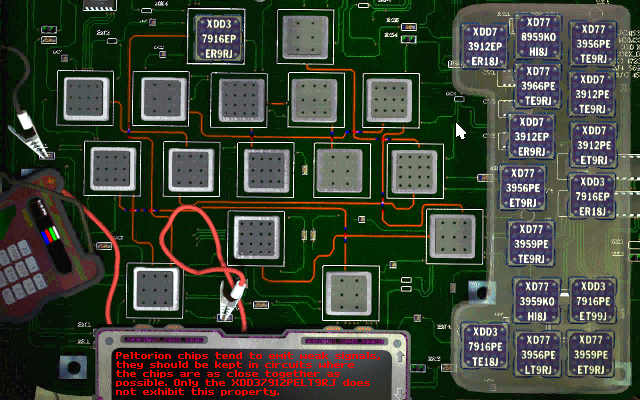 XDD3
7916EP
ER9RJ
XDD7
3912EP
ER18J
XD77
8959KO
HI8J
XD77
3956PE
TE9RJ
XD77
3966PE
TE9RJ
XD77
3912PE
TE9RJ
XDD7
3912EP
ER9RJ
XD77
3912PE
ET9RJ
XD77
3956PE
ET9RJ
XDD3
7916EP
ER18J
XD77
3959PE
TE9RJ
XD77
3959KO
HI8J
XDD3
7916PE
ET99J
XDD3
7916PE
TE18J
XD77
3956PE
LT9RJ
XD77
3959PE
ET9RJ
Peltorion chips tend to emit weak signals.
they should be kept in circuits where
the chips are as close together as
possible. Only the XDD37912PELT9RJ does
not exhibit this property.